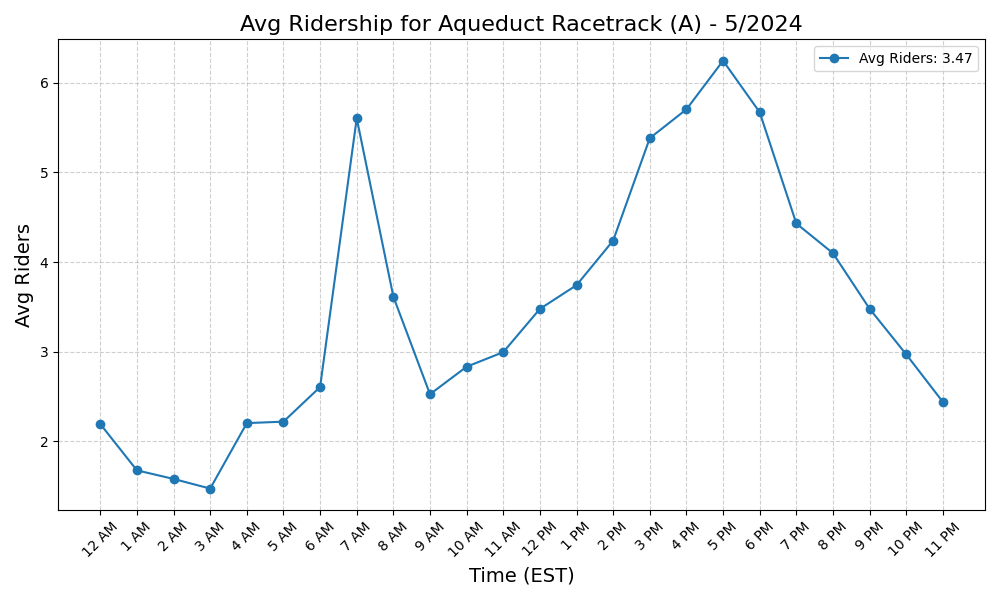 Avg Ridership for Aqueduct Racetrack (A) - 5/2024
Avg Riders: 3.47
Avg Riders
6
5
4
3
2
12 AM
1 AM
2 AM
3 AM
4 AM
5 AM
6 AM
7 AM
8 AM
9 AM
10 AM
11 AM
12 PM
1 PM
2 PM
3 PM
4 PM
5 PM
6 PM
7 PM
8 PM
9 PM
10 PM
11 PM
Time (EST)